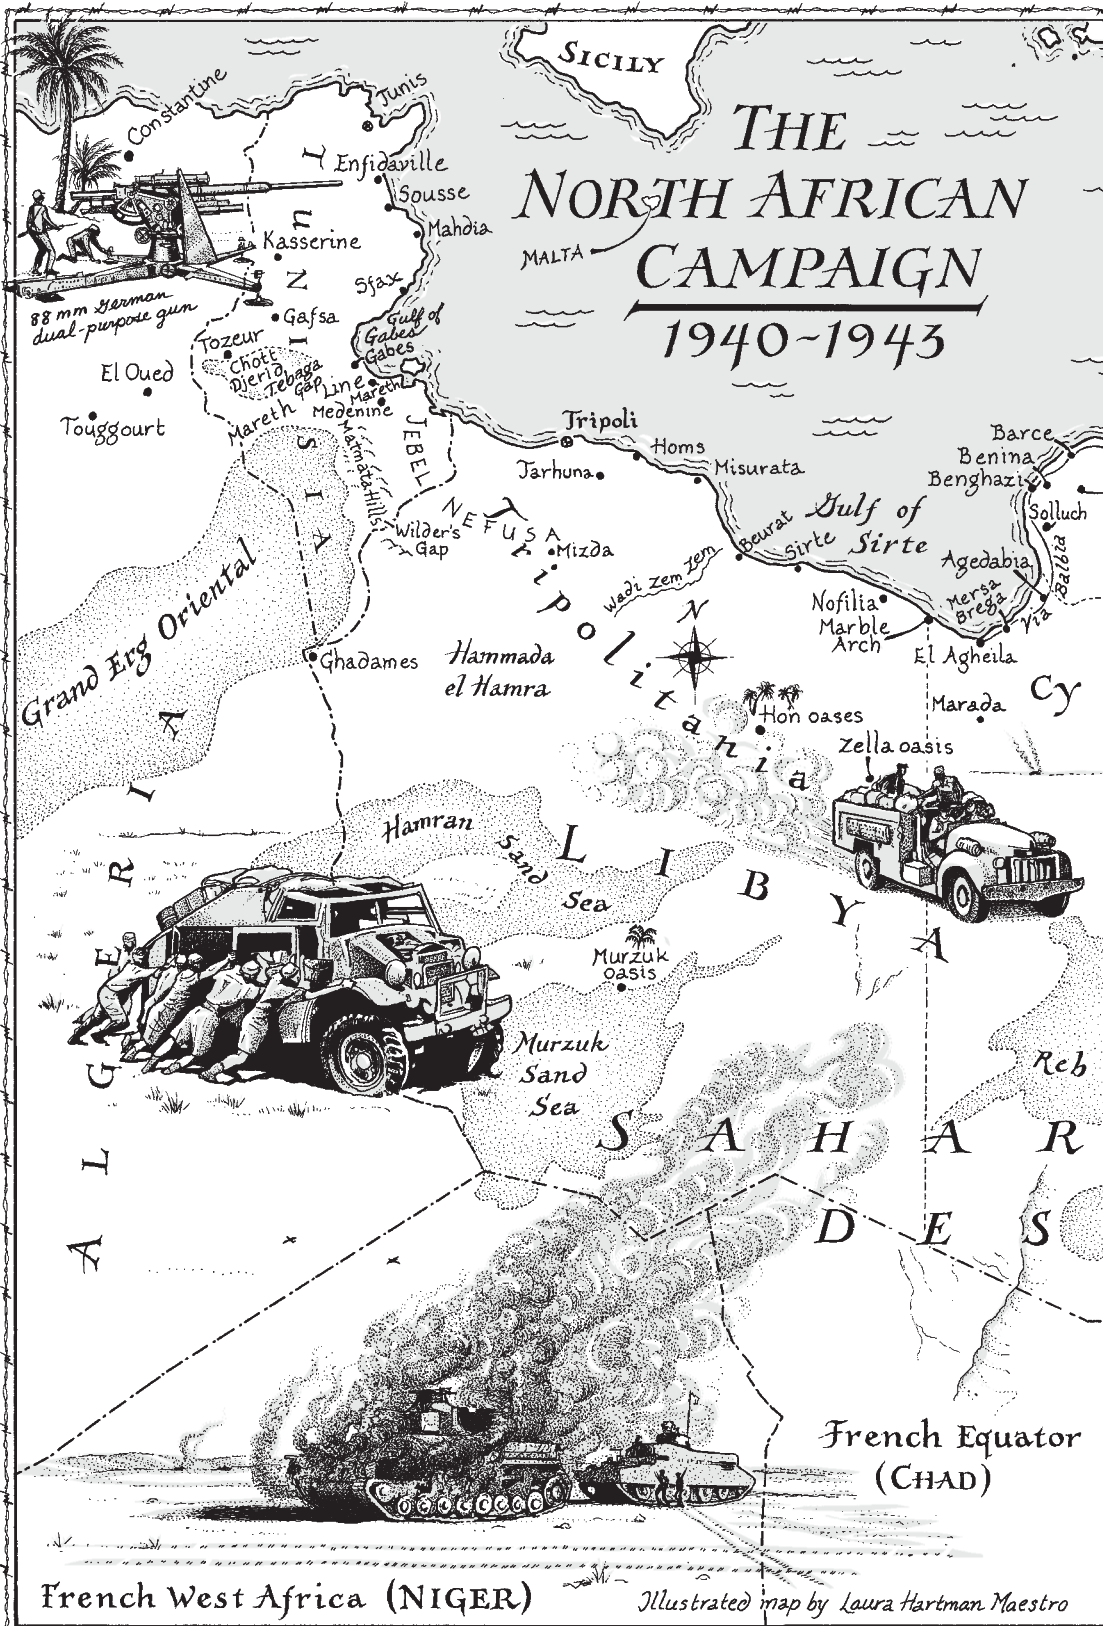 SICILY
THE
NORTH AFRICAN
CAMPAIGN
1940~1943
MALTA
Constantine
Tunis
Enfidaville
Sousse
Mahdia
Kasserine
Sfax
88 mm German
dual-purpose gun
Gafsa
Gulf of
Gabes
Gabes
Tozeur
Chott
Djerid
Tebaga
Gap
El Oued
Touggourt
Mareth Line
Mareth
Medenine
Matmata Hills
TUNISIA
JEBEL
NEFUSA
Wilder's
Gap
Tripoli
Homs
Tarhuna
Misurata
Mizda
Wadi Zem Zem
Beurat
Sirte
Gulf of
Sirte
Barce
Benina
Benghazi
Solluch
Agedabia
Via Balbia
Mersa
Brega
Nofilia
Marble
Arch
El Agheila
Marada
Cy
Tripolitania
N
Grand Erg Oriental
Ghadames
Hammada
el Hamra
Hon oases
Zella oasis
ALGERIA
Hamran
Sand
Sea
LIBYA
Murzuk
oasis
Murzuk
Sand
Sea
Reb
SAHAR
DES
French Equator
(CHAD)
French West Africa (NIGER)
Illustrated map by Laura Hartman Maestro